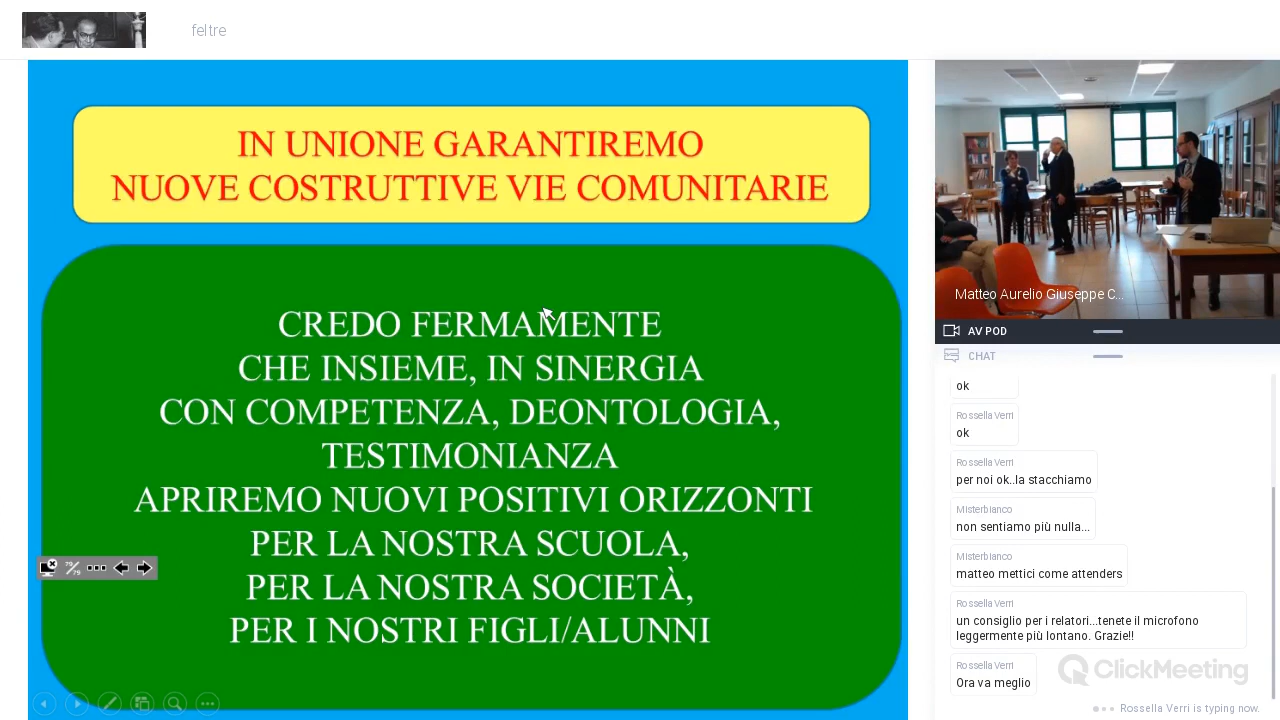 feltre
IN UNIONE GARANTIREMO
NUOVE COSTRUTTIVE VIE COMUNITARIE
CREDO FERMAMENTE
CHE INSIEME, IN SINERGIA
CON COMPETENZA, DEONTOLOGIA,
TESTIMONIANZA
APRIREMO NUOVI POSITIVI ORIZZONTI
PER LA NOSTRA SCUOLA,
PER LA NOSTRA SOCIETÀ,
PER I NOSTRI FIGLI/ALUNNI
79/79
Matteo Aurelio Giuseppe C...
AV POD
CHAT
ok
Rossella Verri
ok
Rossella Verri
per noi ok..la stacchiamo
Misterbianco
non sentiamo più nulla...
Misterbianco
matteo mettici come attenders
Rossella Verri
un consiglio per i relatori...tenete il microfono
leggermente più lontano. Grazie!!
Rossella Verri
Ora va meglio
ClickMeeting
Rossella Verri is typing now.